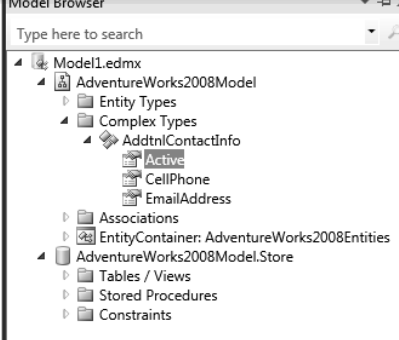 Model Browser
Type here to search
Model1.edmx
AdventureWorks2008Model
Entity Types
Complex Types
AddtnlContactInfo
Active
CellPhone
EmailAddress
Associations
EntityContainer: AdventureWorks2008Entities
AdventureWorks2008Model.Store
Tables / Views
Stored Procedures
Constraints